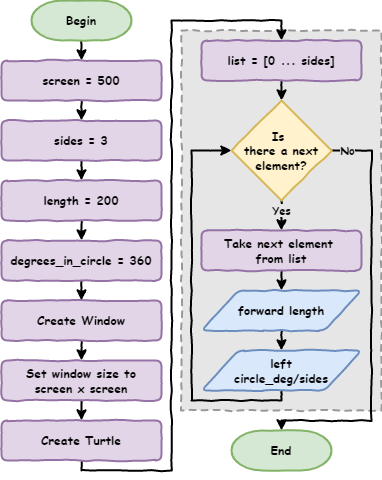 Begin
screen = 500
sides = 3
length = 200
degrees_in_circle = 360
Create Window
Set window size to
screen x screen
Create Turtle
list = [0 ... sides]
Is
there a next
element?
No
Yes
Take next element
from list
forward length
left
circle_deg/sides
End